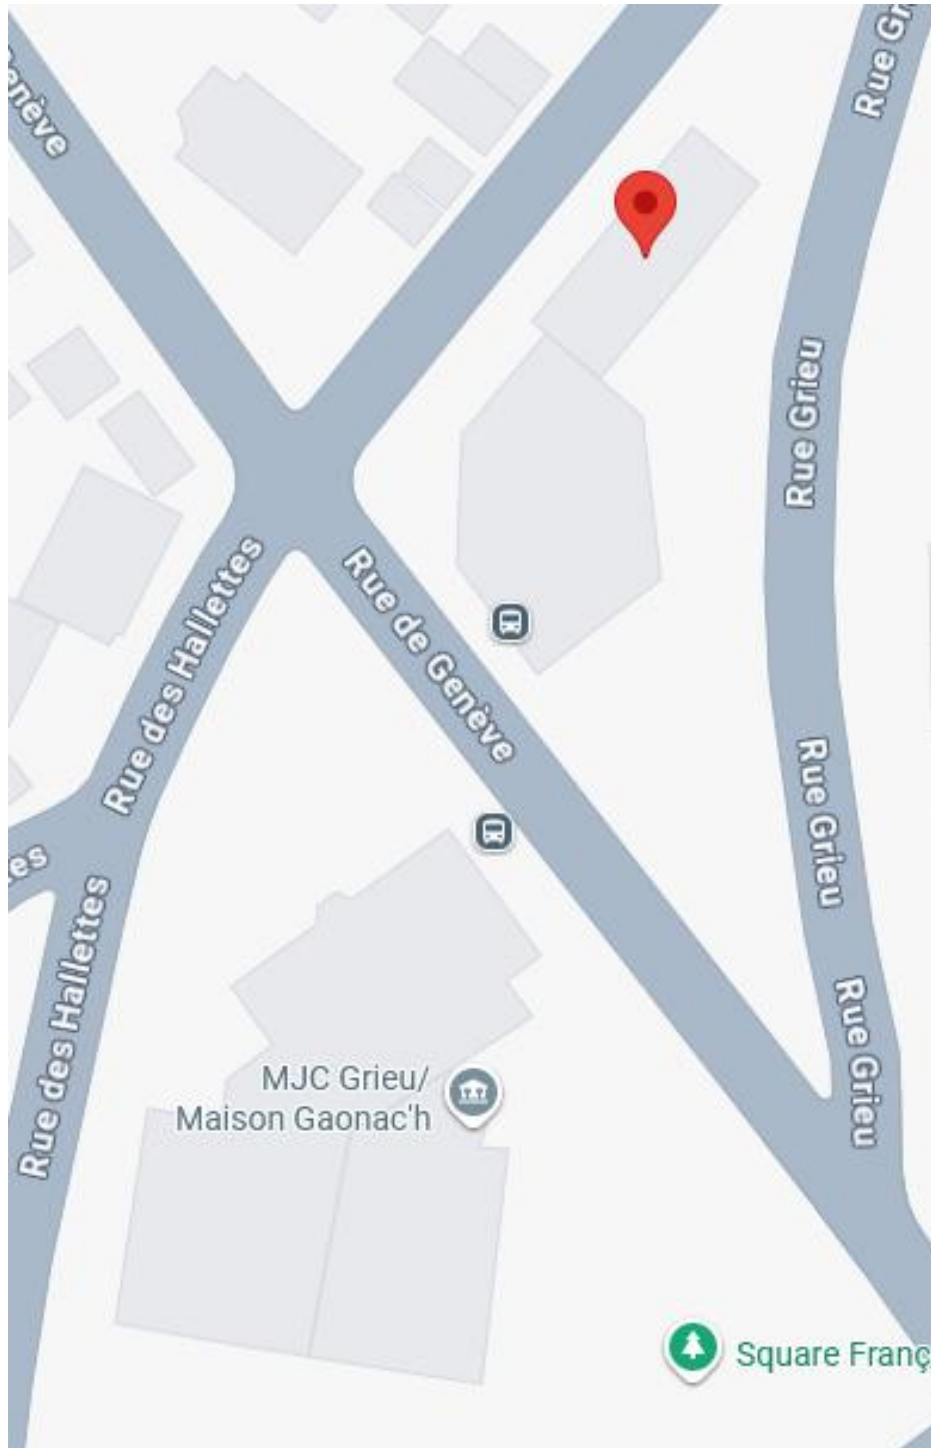 enève
Rue Gr
Rue Grieu
Rue des Hallettes
Rue de Genève
Rue Grieu
es
Rue des Hallettes
Rue Grieu
MJC Grieu/
Maison Gaonac'h
Square Franç